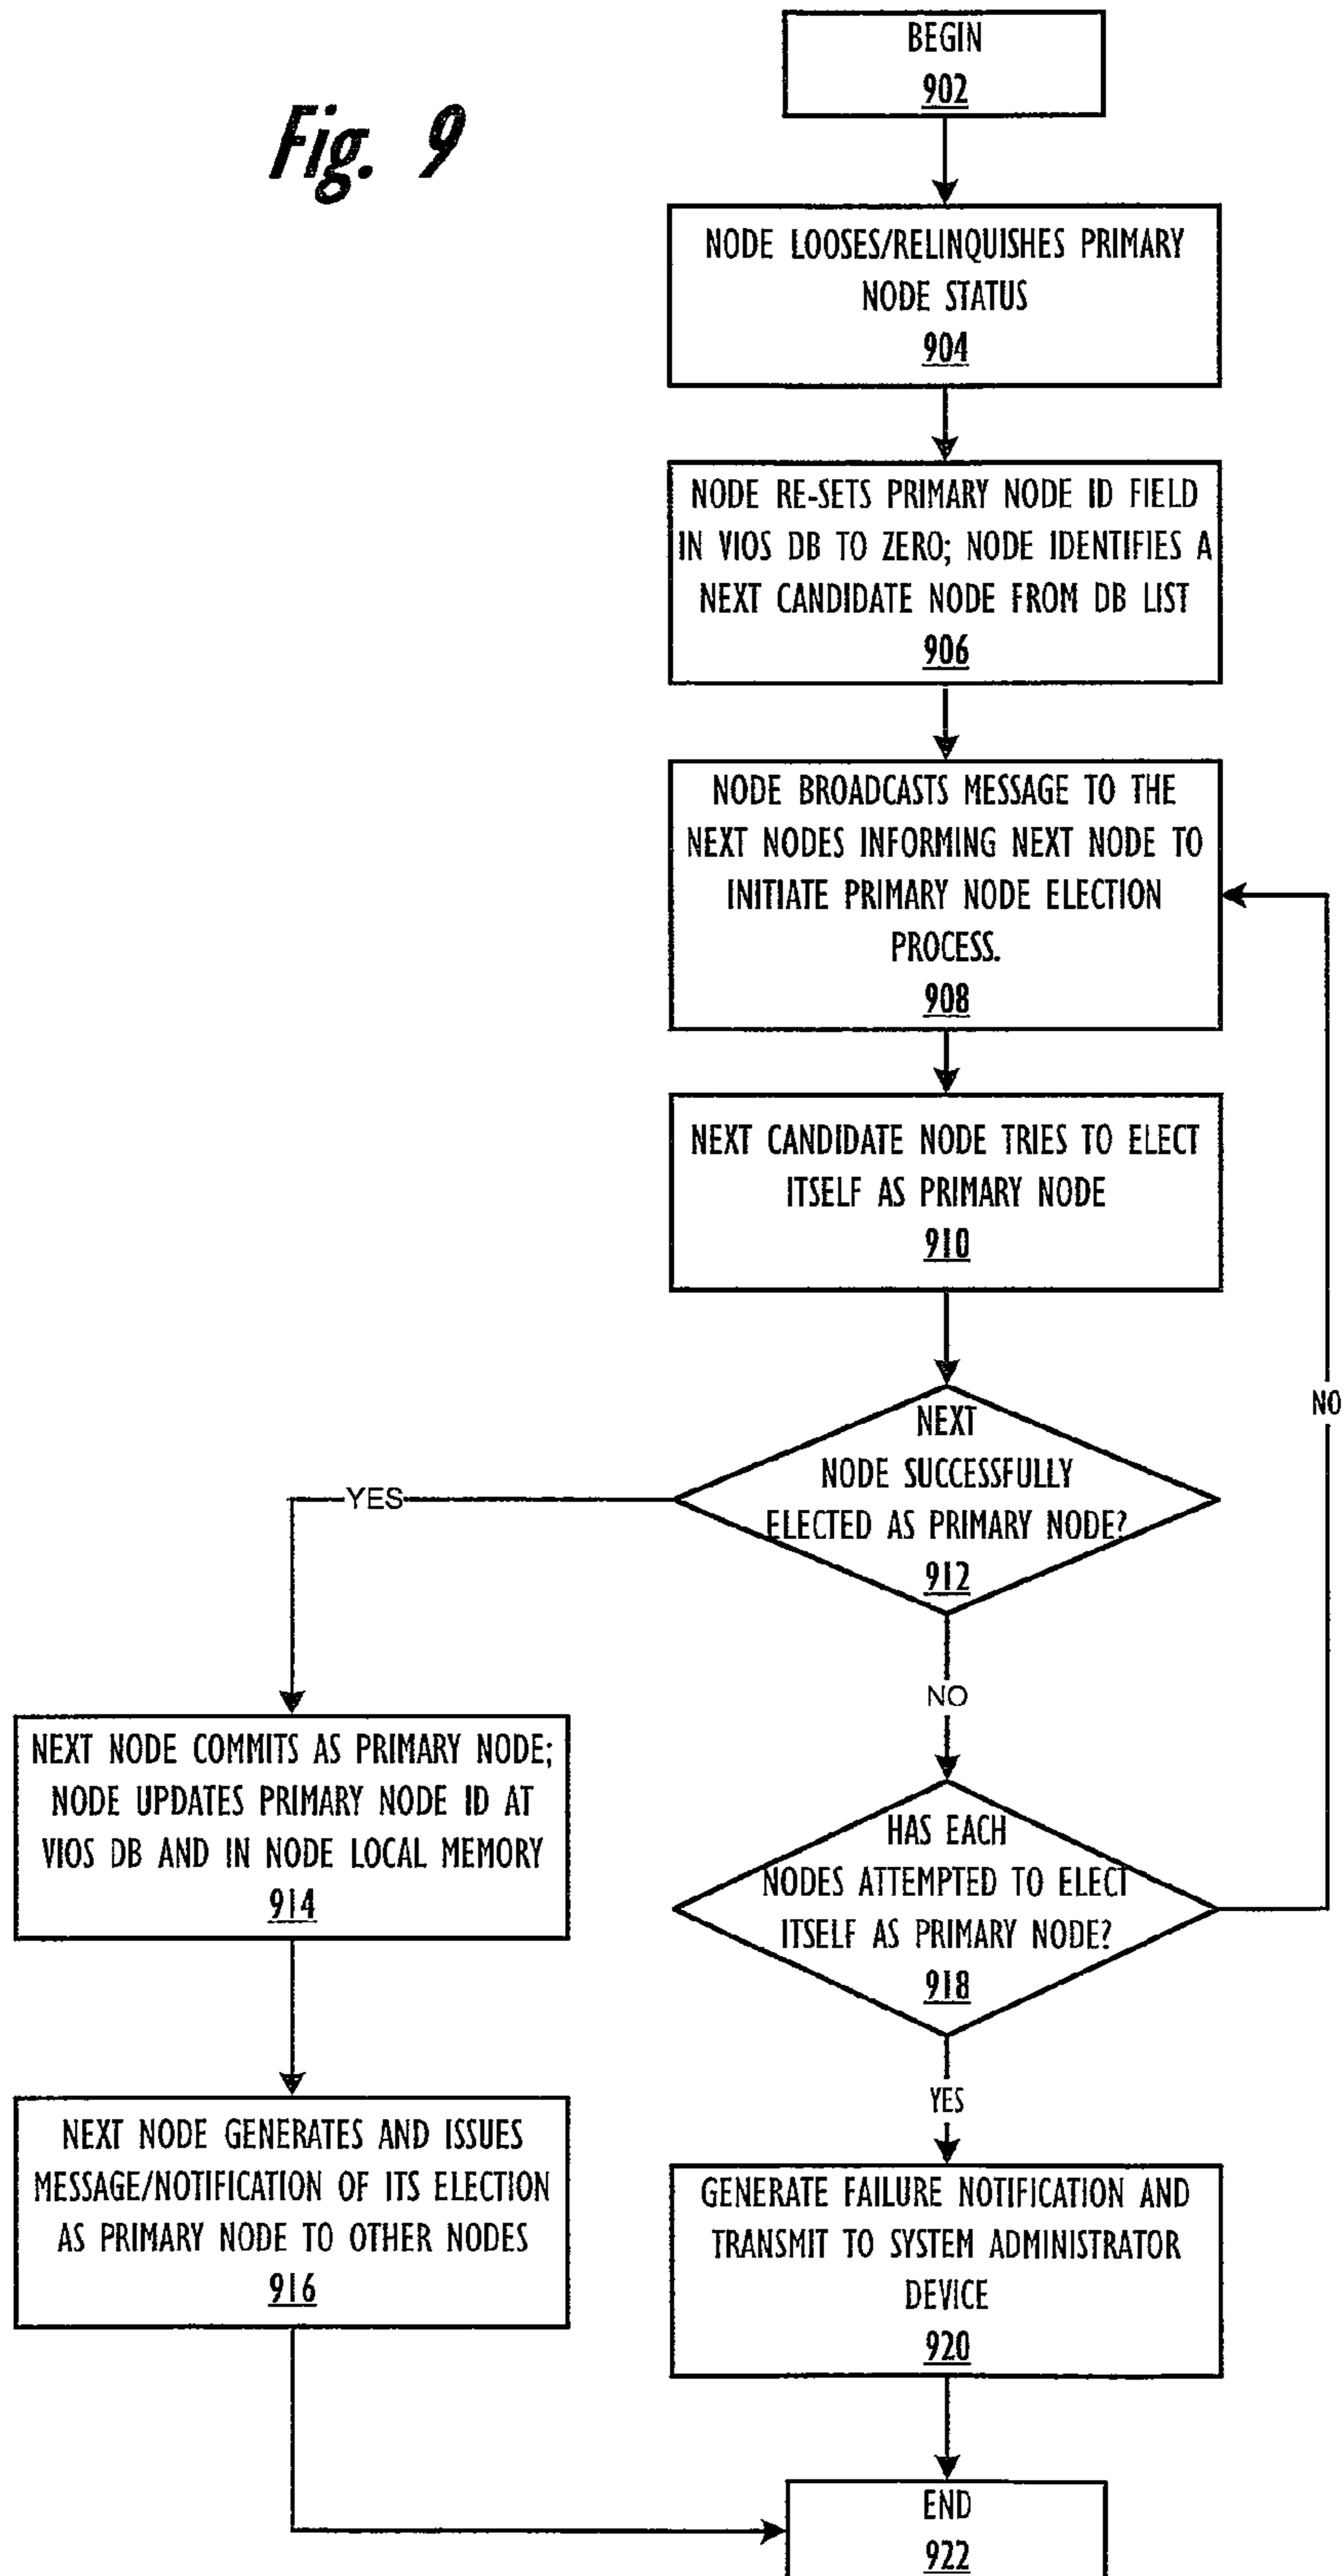 Fig. 9
BEGIN
902
NODE LOOSES/RELINQUISHES PRIMARY
NODE STATUS
904
NODE RE-SETS PRIMARY NODE ID FIELD
IN VIOS DB TO ZERO; NODE IDENTIFIES A
NEXT CANDIDATE NODE FROM DB LIST
906
NODE BROADCASTS MESSAGE TO THE
NEXT NODES INFORMING NEXT NODE TO
INITIATE PRIMARY NODE ELECTION
PROCESS.
908
NEXT CANDIDATE NODE TRIES TO ELECT
ITSELF AS PRIMARY NODE
910
NEXT
NODE SUCCESSFULLY
ELECTED AS PRIMARY NODE?
912
YES
NO
NO
NEXT NODE COMMITS AS PRIMARY NODE;
NODE UPDATES PRIMARY NODE ID AT
VIOS DB AND IN NODE LOCAL MEMORY
914
HAS EACH
NODES ATTEMPTED TO ELECT
ITSELF AS PRIMARY NODE?
918
YES
NEXT NODE GENERATES AND ISSUES
MESSAGE/NOTIFICATION OF ITS ELECTION
AS PRIMARY NODE TO OTHER NODES
916
GENERATE FAILURE NOTIFICATION AND
TRANSMIT TO SYSTEM ADMINISTRATOR
DEVICE
920
END
922